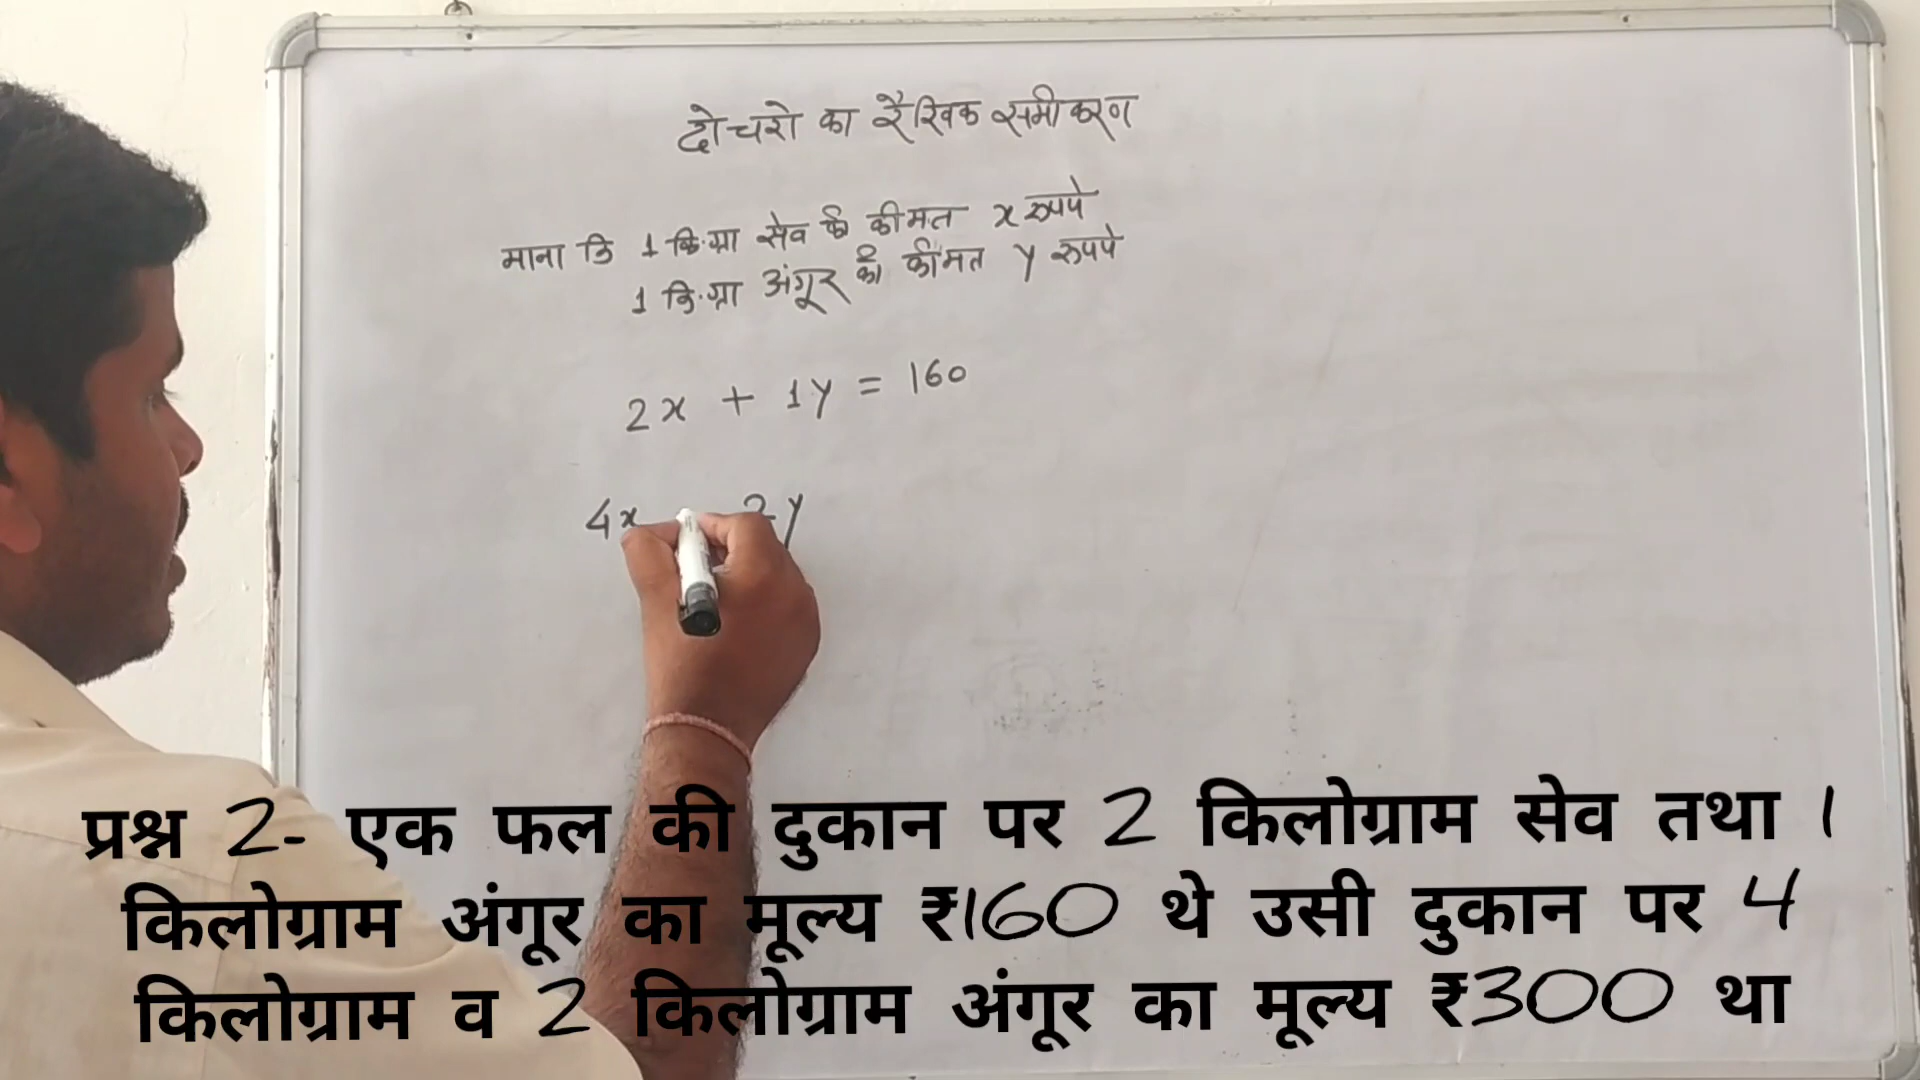 दो चरो का रैखिक समीकरण
माना कि 1 कि.ग्रा सेव की कीमत x रूपये
1 कि.ग्रा अंगूर की कीमत y रूपये
2x + 1y = 160
4x 2y
प्रश्न 2- एक फल की दुकान पर 2 किलोग्राम सेव तथा 1
किलोग्राम अंगूर का मूल्य ₹160 थे उसी दुकान पर 4
किलोग्राम व 2 किलोग्राम अंगूर का मूल्य ₹300 था